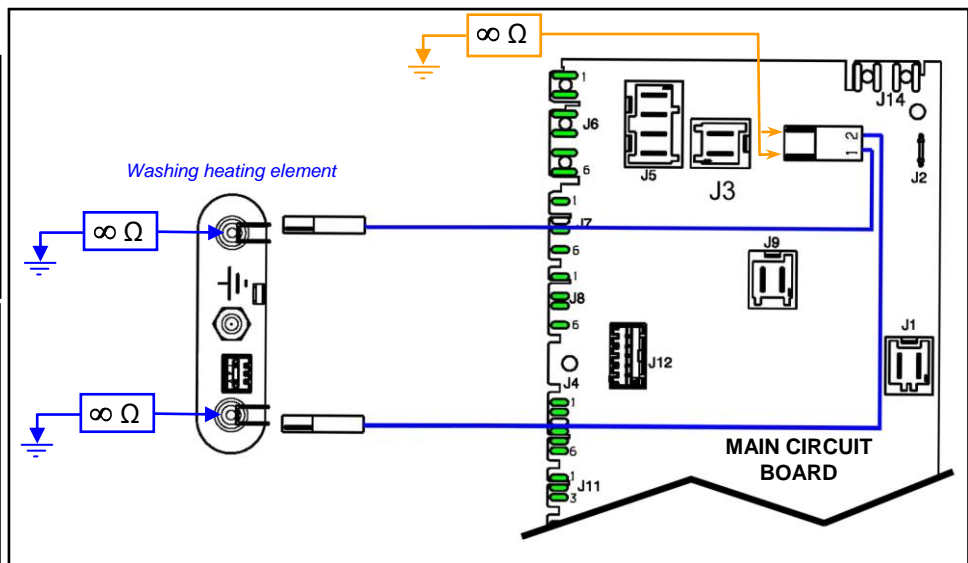 ∞ Ω
1
J6
6
J5
J3
J14
2
1
J2
Washing heating element
∞ Ω
1
J7
6
J9
1
J8
6
J12
J1
J4
∞ Ω
1
6
MAIN CIRCUIT
BOARD
1
J11
3